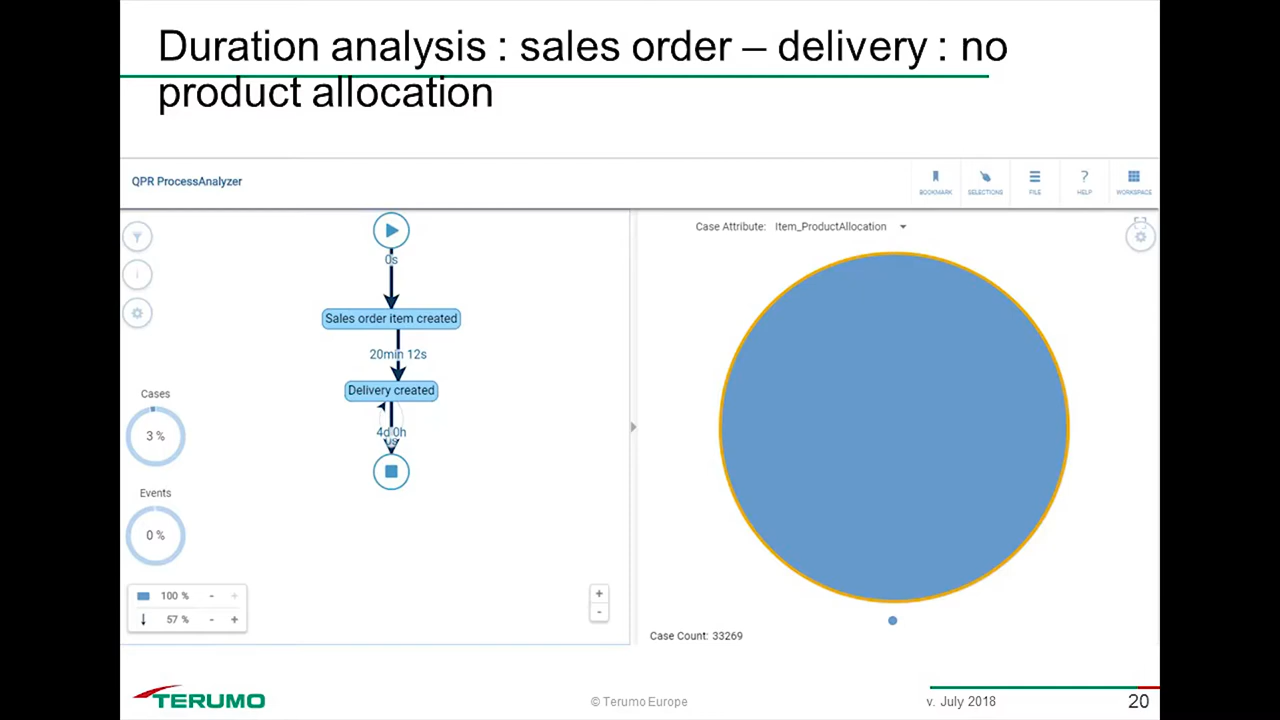 Duration analysis : sales order – delivery : no
product allocation
QPR ProcessAnalyzer
BOOKMARK
SELECTIONS
FILE
HELP
WORKSPACE
Case Attribute: Item_ProductAllocation
0s
Sales order item created
20min 12s
Delivery created
4d 0h
Cases
3 %
Events
0 %
100 % - +
57 % - +
+
-
Case Count: 33269
TERUMO
© Terumo Europe
v. July 2018
20